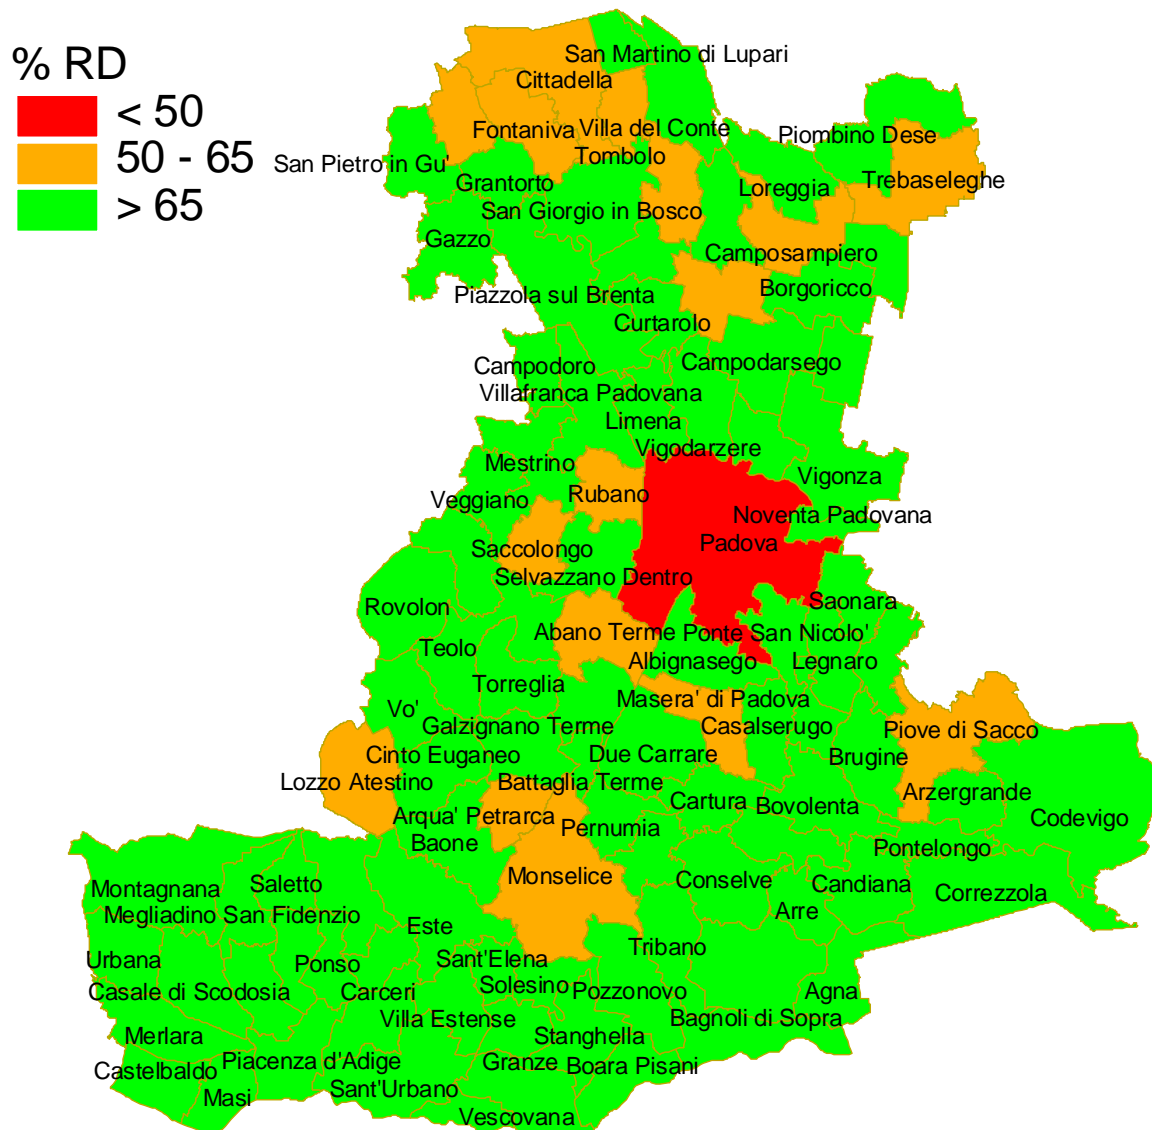 % RD
< 50
50 - 65
> 65
San Martino di Lupari
Cittadella
Fontaniva
Villa del Conte
Piombino Dese
Tombolo
San Pietro in Gu'
Grantorto
Loreggia
Trebaseleghe
San Giorgio in Bosco
Gazzo
Camposampiero
Piazzola sul Brenta
Borgoricco
Curtarolo
Campodoro
Campodarsego
Villafranca Padovana
Limena
Vigodarzere
Mestrino
Vigonza
Veggiano
Rubano
Noventa Padovana
Padova
Saccolongo
Selvazzano Dentro
Rovolon
Saonara
Abano Terme
Ponte San Nicolo'
Teolo
Albignasego
Legnaro
Torreglia
Masera' di Padova
Vo'
Galzignano Terme
Casalserugo
Piove di Sacco
Cinto Euganeo
Due Carrare
Brugine
Lozzo Atestino
Battaglia Terme
Arzergrande
Cartura
Bovolenta
Arqua' Petrarca
Pernumia
Codevigo
Baone
Pontelongo
Montagnana
Saletto
Monselice
Conselve
Candiana
Correzzola
Megliadino San Fidenzio
Arre
Este
Tribano
Urbana
Ponso
Sant'Elena
Casale di Scodosia
Carceri
Solesino
Pozzonovo
Agna
Villa Estense
Bagnoli di Sopra
Merlara
Stanghella
Castelbaldo
Piacenza d'Adige
Granze
Boara Pisani
Masi
Sant'Urbano
Vescovana